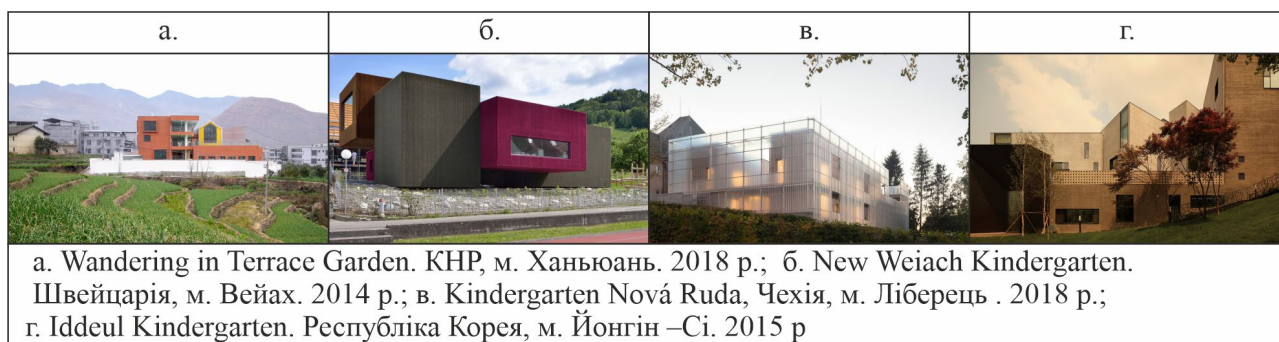 а. б. в. г.
а. Wandering in Terrace Garden. КНР, м. Ханьюань. 2018 р.; б. New Weiach Kindergarten.
Швейцарія, м. Вейах. 2014 р.; в. Kindergarten Nová Ruda, Чехія, м. Ліберець . 2018 р.;
г. Iddeul Kindergarten. Республіка Корея, м. Йонгін –Сі. 2015 р